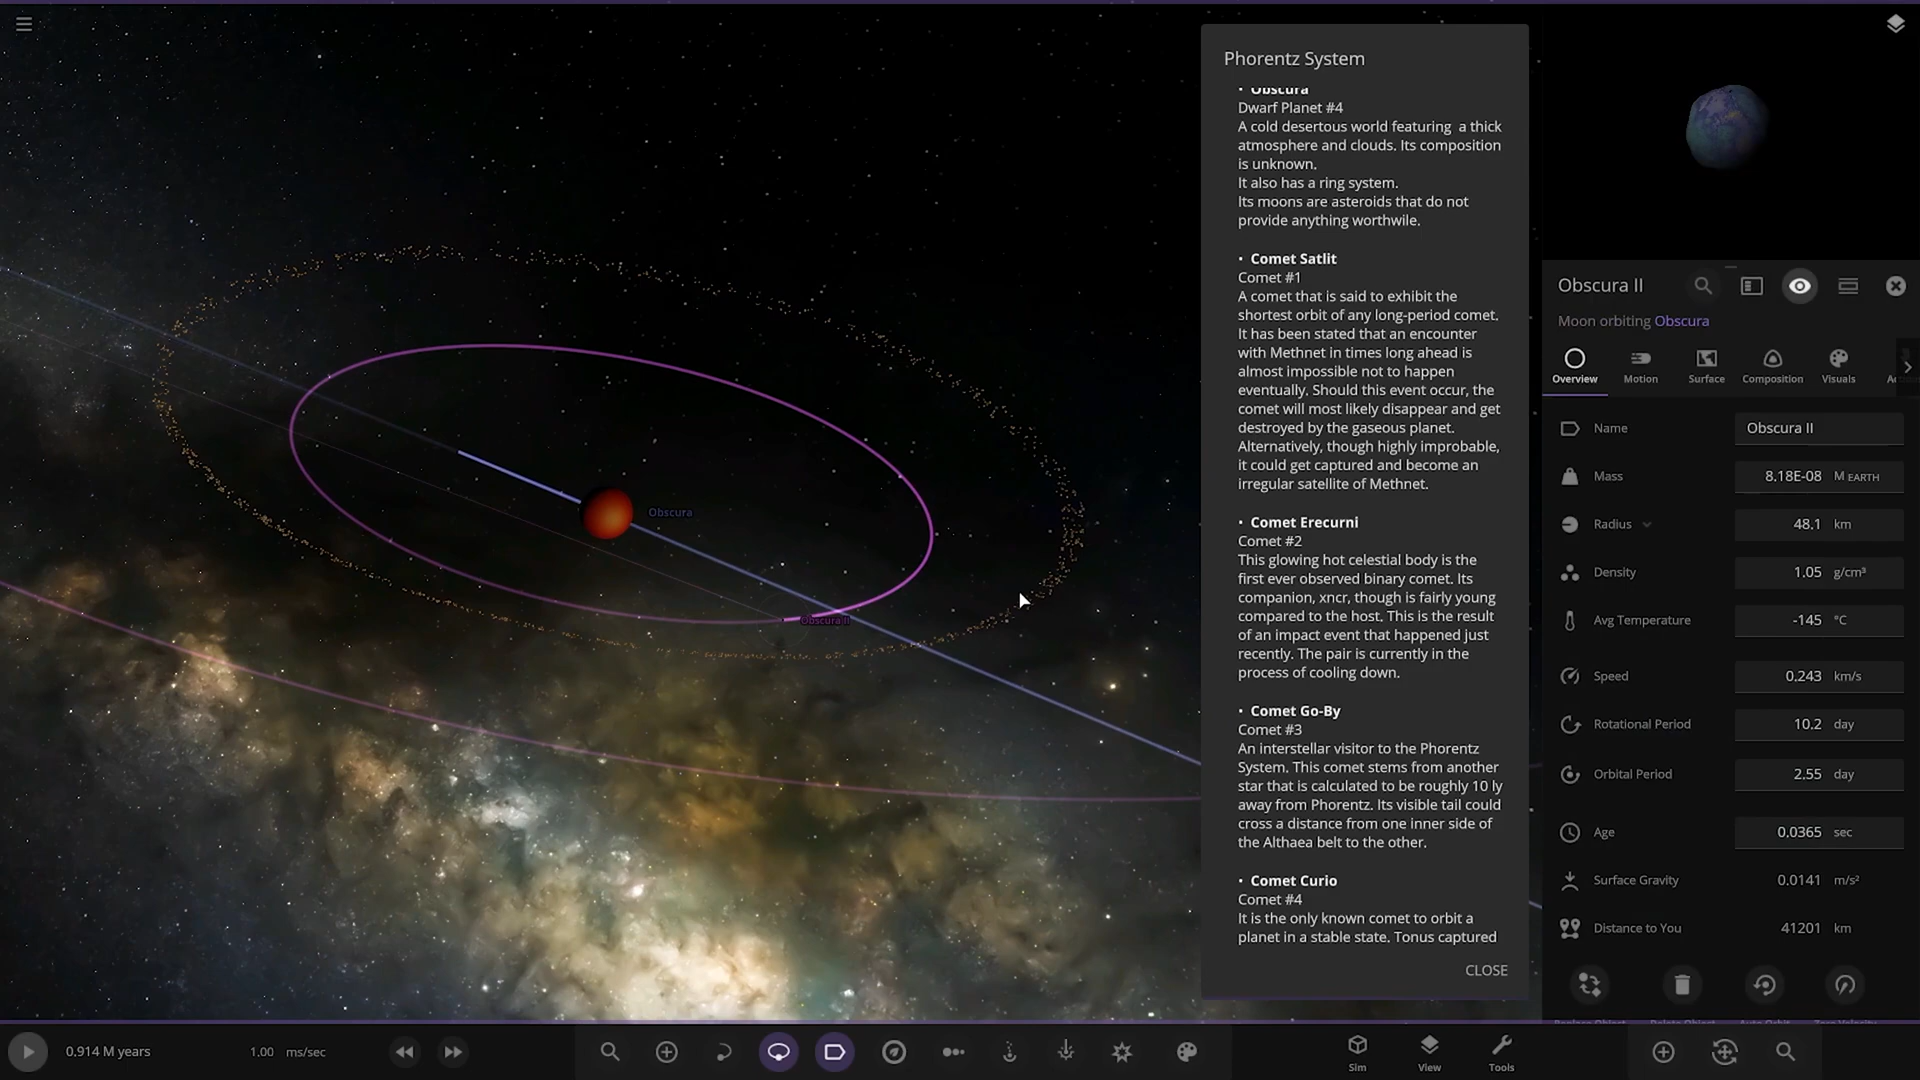 Phorentz System
• Obscura
Dwarf Planet #4
A cold desertous world featuring  a thick
atmosphere and clouds. Its composition
is unknown.
It also has a ring system.
Its moons are asteroids that do not
provide anything worthwile.
• Comet Satlit
Comet #1
A comet that is said to exhibit the
shortest orbit of any long-period comet.
It has been stated that an encounter
with Methnet in times long ahead is
almost impossible not to happen
eventually. Should this event occur, the
comet will most likely disappear and get
destroyed by the gaseous planet.
Alternatively, though highly improbable,
it could get captured and become an
irregular satellite of Methnet.
• Comet Erecurni
Comet #2
This glowing hot celestial body is the
first ever observed binary comet. Its
companion, xncr, though is fairly young
compared to the host. This is the result
of an impact event that happened just
recently. The pair is currently in the
process of cooling down.
• Comet Go-By
Comet #3
An interstellar visitor to the Phorentz
System. This comet stems from another
star that is calculated to be roughly 10 ly
away from Phorentz. Its visible tail could
cross a distance from one inner side of
the Althaea belt to the other.
• Comet Curio
Comet #4
It is the only known comet to orbit a
planet in a stable state. Tonus captured
CLOSE
Obscura
Obscura II
Obscura II
Moon orbiting Obscura
Overview Motion Surface Composition Visuals
Name Obscura II
Mass 8.18E-08 M EARTH
Radius 48.1 km
Density 1.05 g/cm³
Avg Temperature -145 °C
Speed 0.243 km/s
Rotational Period 10.2 day
Orbital Period 2.55 day
Age 0.0365 sec
Surface Gravity 0.0141 m/s²
Distance to You 41201 km
Replace Object Delete Object Auto Orbit Zero Velocity
0.914 M years 1.00 ms/sec
Sim View Tools